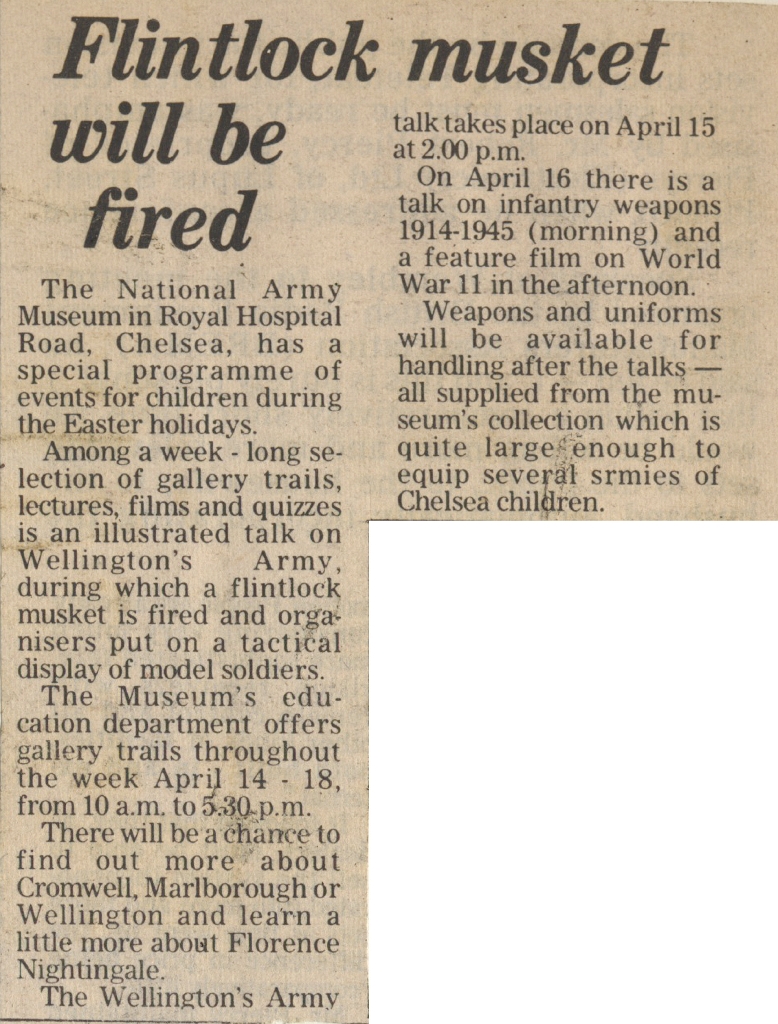 Flintlock musket
will be
fired
The National Army
Museum in Royal Hospital
Road, Chelsea, has a
special programme of
events for children during
the Easter holidays.
Among a week - long se-
lection of gallery trails,
lectures, films and quizzes
is an illustrated talk on
Wellington's Army,
during which a flintlock
musket is fired and orga-
nisers put on a tactical
display of model soldiers.
The Museum's edu-
cation department offers
gallery trails throughout
the week April 14 - 18,
from 10 a.m. to 5.30 p.m.
There will be a chance to
find out more about
Cromwell, Marlborough or
Wellington and learn a
little more about Florence
Nightingale.
The Wellington's Army
talk takes place on April 15
at 2.00 p.m.
On April 16 there is a
talk on infantry weapons
1914-1945 (morning) and
a feature film on World
War 11 in the afternoon.
Weapons and uniforms
will be available for
handling after the talks —
all supplied from the mu-
seum's collection which is
quite large enough to
equip several srmies of
Chelsea children.